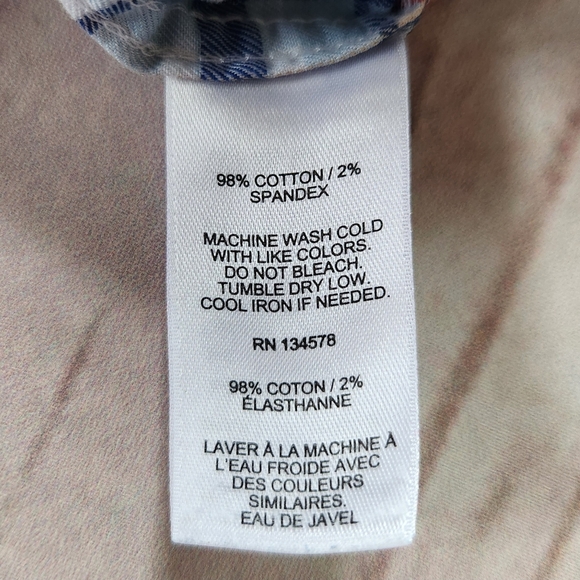 98% COTTON / 2%
SPANDEX
MACHINE WASH COLD
WITH LIKE COLORS.
DO NOT BLEACH.
TUMBLE DRY LOW.
COOL IRON IF NEEDED.
RN 134578
98% COTON / 2%
ÉLASTHANNE
LAVER À LA MACHINE À
L'EAU FROIDE AVEC
DES COULEURS
SIMILAIRES.
EAU DE JAVEL